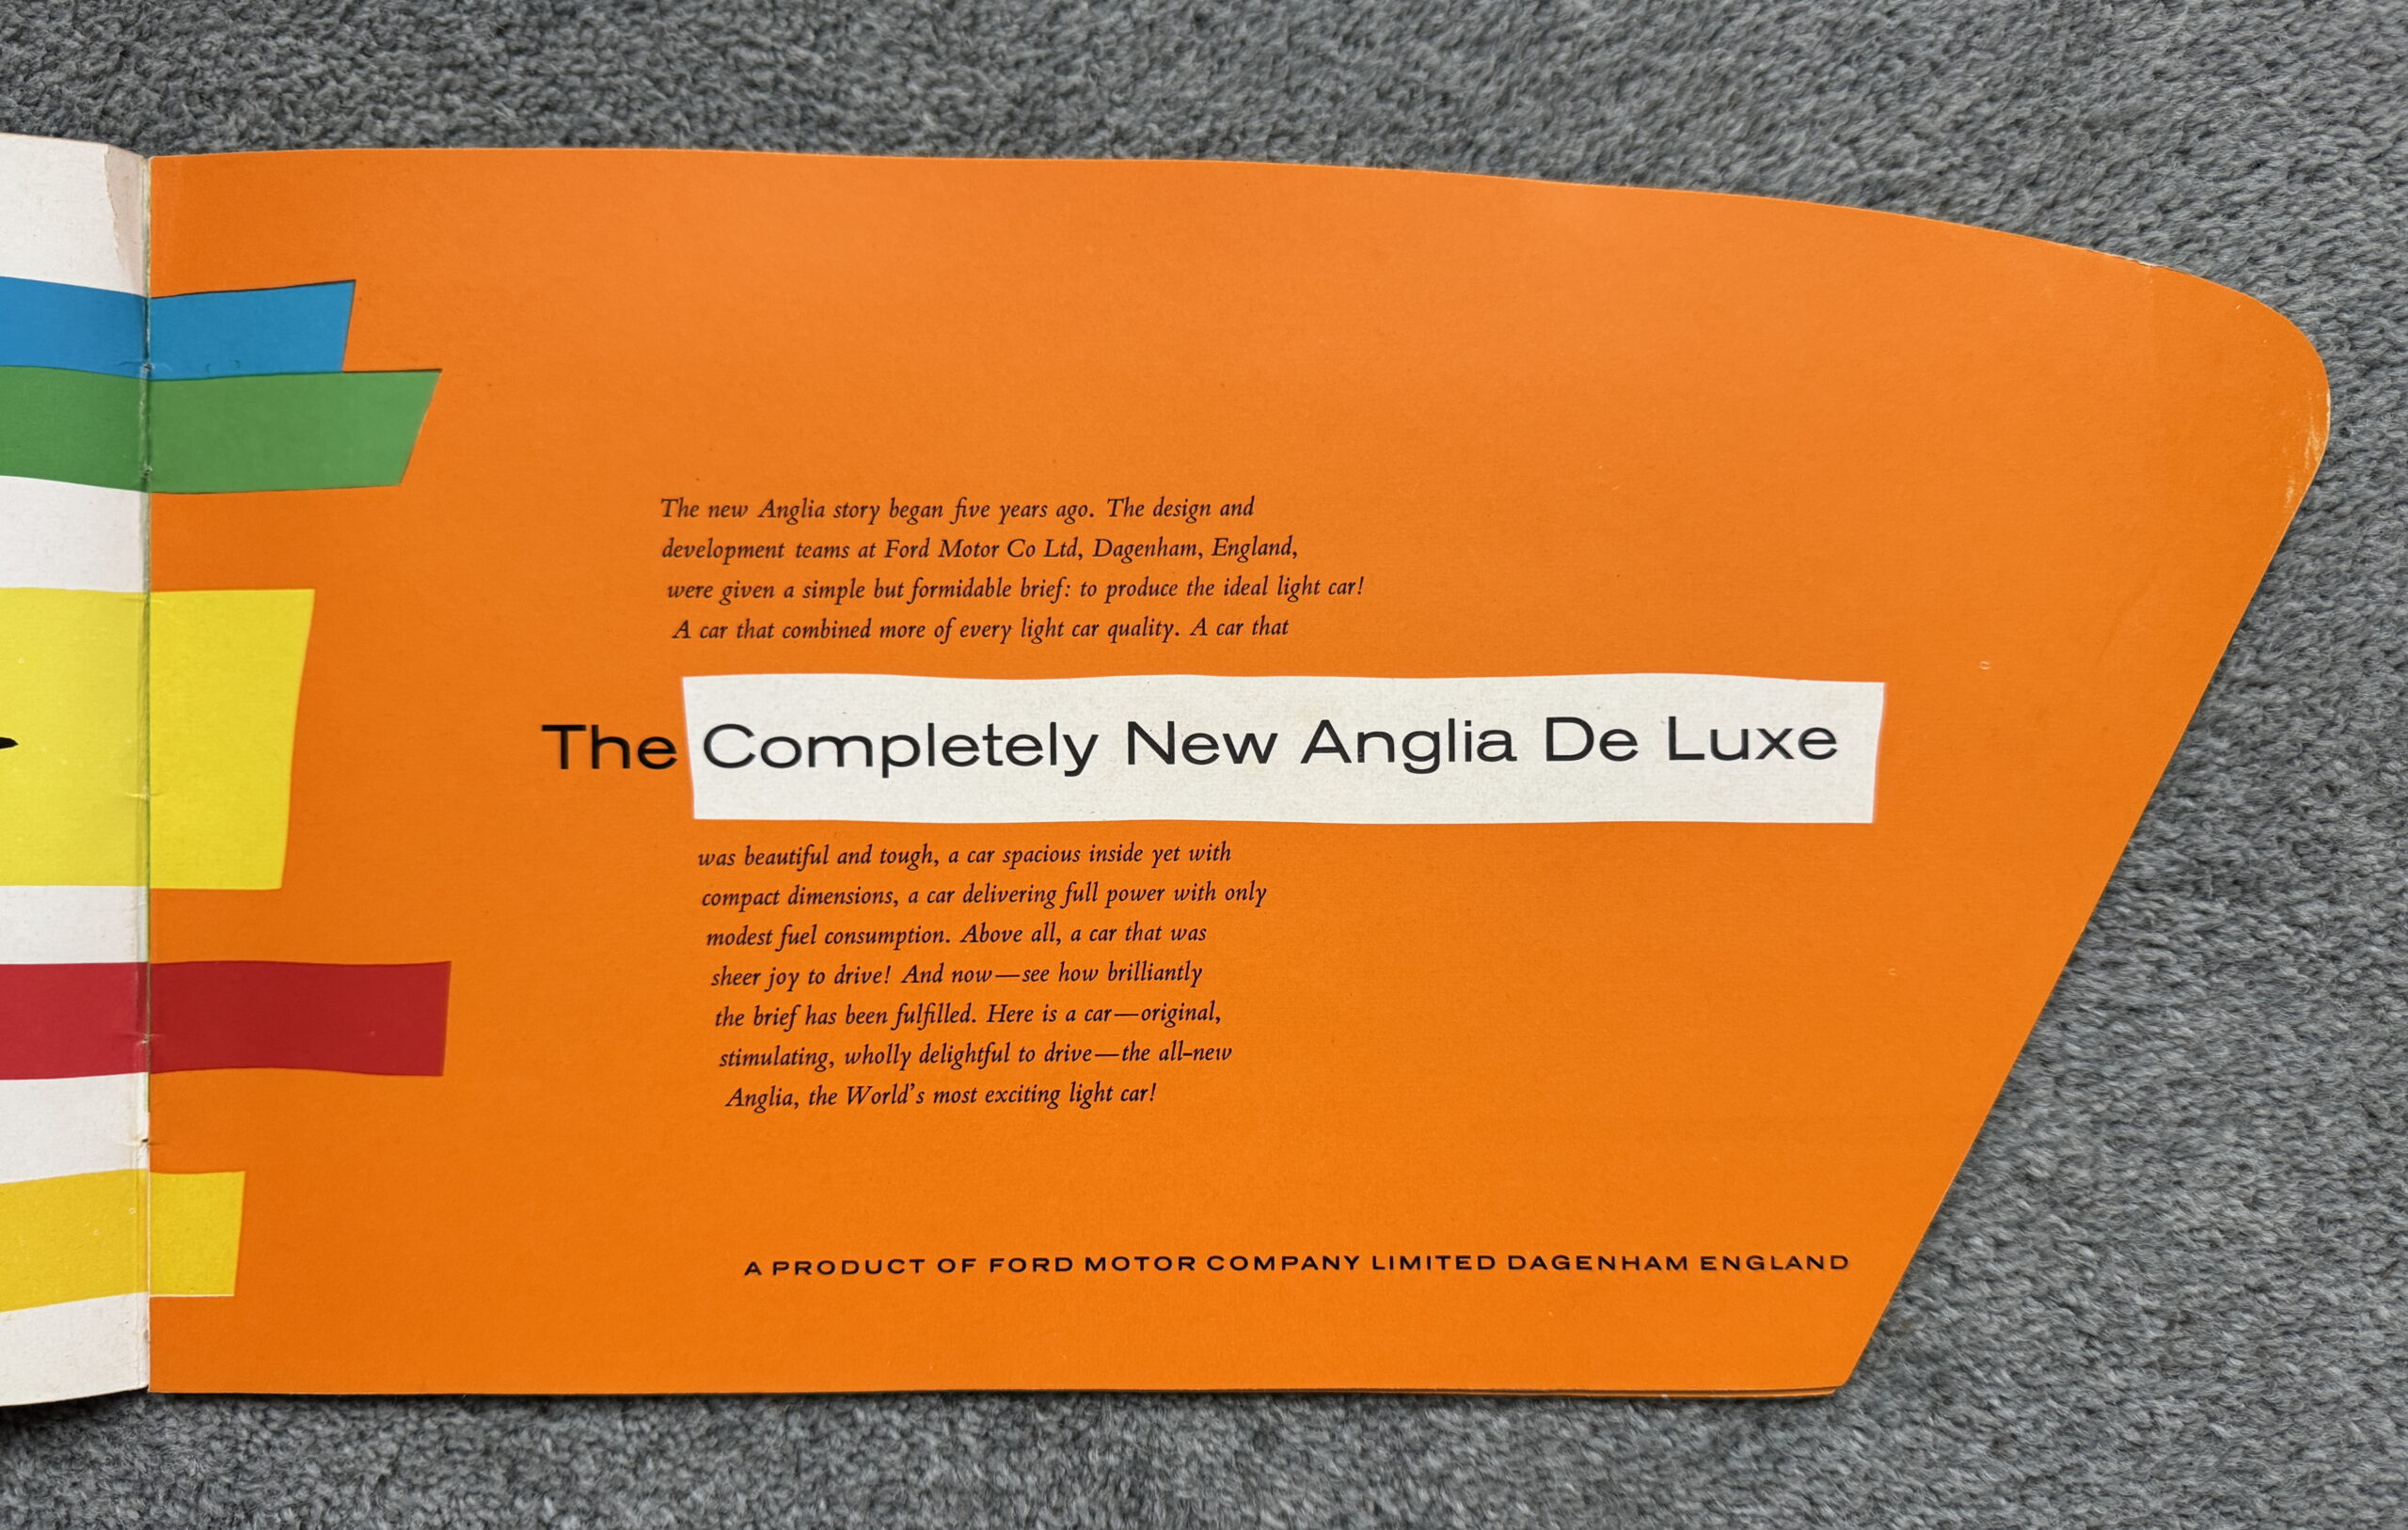 The new Anglia story began five years ago. The design and
development teams at Ford Motor Co Ltd, Dagenham, England,
were given a simple but formidable brief: to produce the ideal light car!
A car that combined more of every light car quality. A car that
The Completely New Anglia De Luxe
was beautiful and tough, a car spacious inside yet with
compact dimensions, a car delivering full power with only
modest fuel consumption. Above all, a car that was
sheer joy to drive! And now—see how brilliantly
the brief has been fulfilled. Here is a car—original,
stimulating, wholly delightful to drive—the all-new
Anglia, the World's most exciting light car!
A PRODUCT OF FORD MOTOR COMPANY LIMITED DAGENHAM ENGLAND